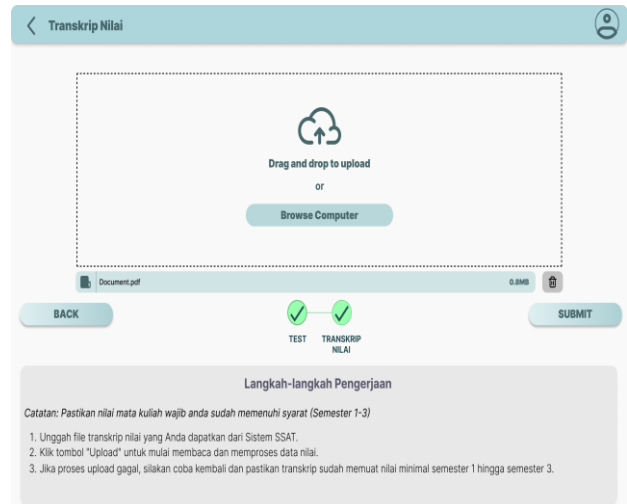 Transkrip Nilai
Drag and drop to upload
or
Browse Computer
Document.pdf
0.8MB
BACK
SUBMIT
TEST
TRANSKRIP
NILAI
Langkah-langkah Pengerjaan
Catatan: Pastikan nilai mata kuliah wajib anda sudah memenuhi syarat (Semester 1-3)
1. Unggah file transkrip nilai yang Anda dapatkan dari Sistem SSAT.
2. Klik tombol "Upload" untuk mulai membaca dan memproses data nilai.
3. Jika proses upload gagal, silakan coba kembali dan pastikan transkrip sudah memuat nilai minimal semester 1 hingga semester 3.